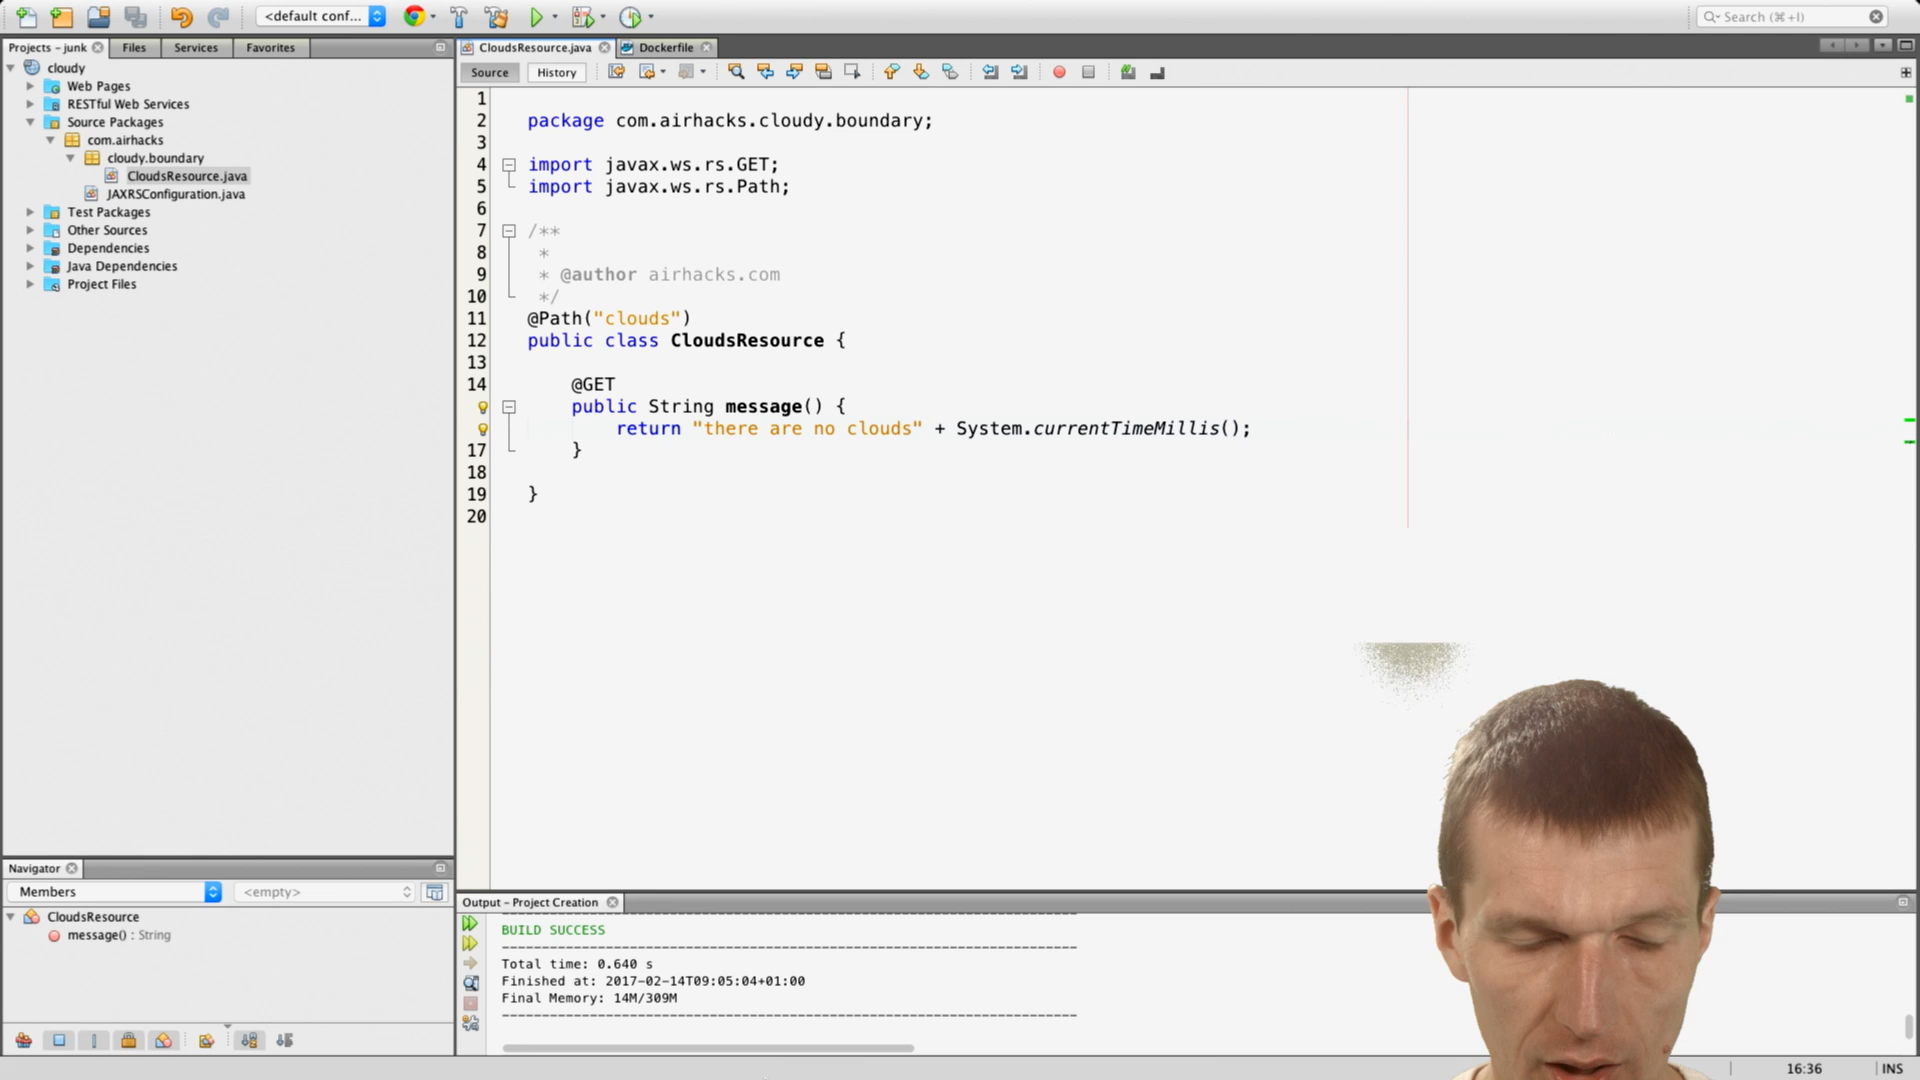 <default conf...
Search (⌘+I)
Projects – junk
Files
Services
Favorites
CloudsResource.java
Dockerfile
Source
History
cloudy
Web Pages
RESTful Web Services
Source Packages
com.airhacks
cloudy.boundary
CloudsResource.java
JAXRSConfiguration.java
Test Packages
Other Sources
Dependencies
Java Dependencies
Project Files
1
2 package com.airhacks.cloudy.boundary;
3
4 import javax.ws.rs.GET;
5 import javax.ws.rs.Path;
6
7 /**
8 *
9 * @author airhacks.com
10 */
11 @Path("clouds")
12 public class CloudsResource {
13
14 @GET
public String message() {
return "there are no clouds" + System.currentTimeMillis();
17 }
18
19 }
20
Navigator
Members
<empty>
CloudsResource
message() : String
Output – Project Creation
BUILD SUCCESS
Total time: 0.640 s
Finished at: 2017-02-14T09:05:04+01:00
Final Memory: 14M/309M
16:36
INS